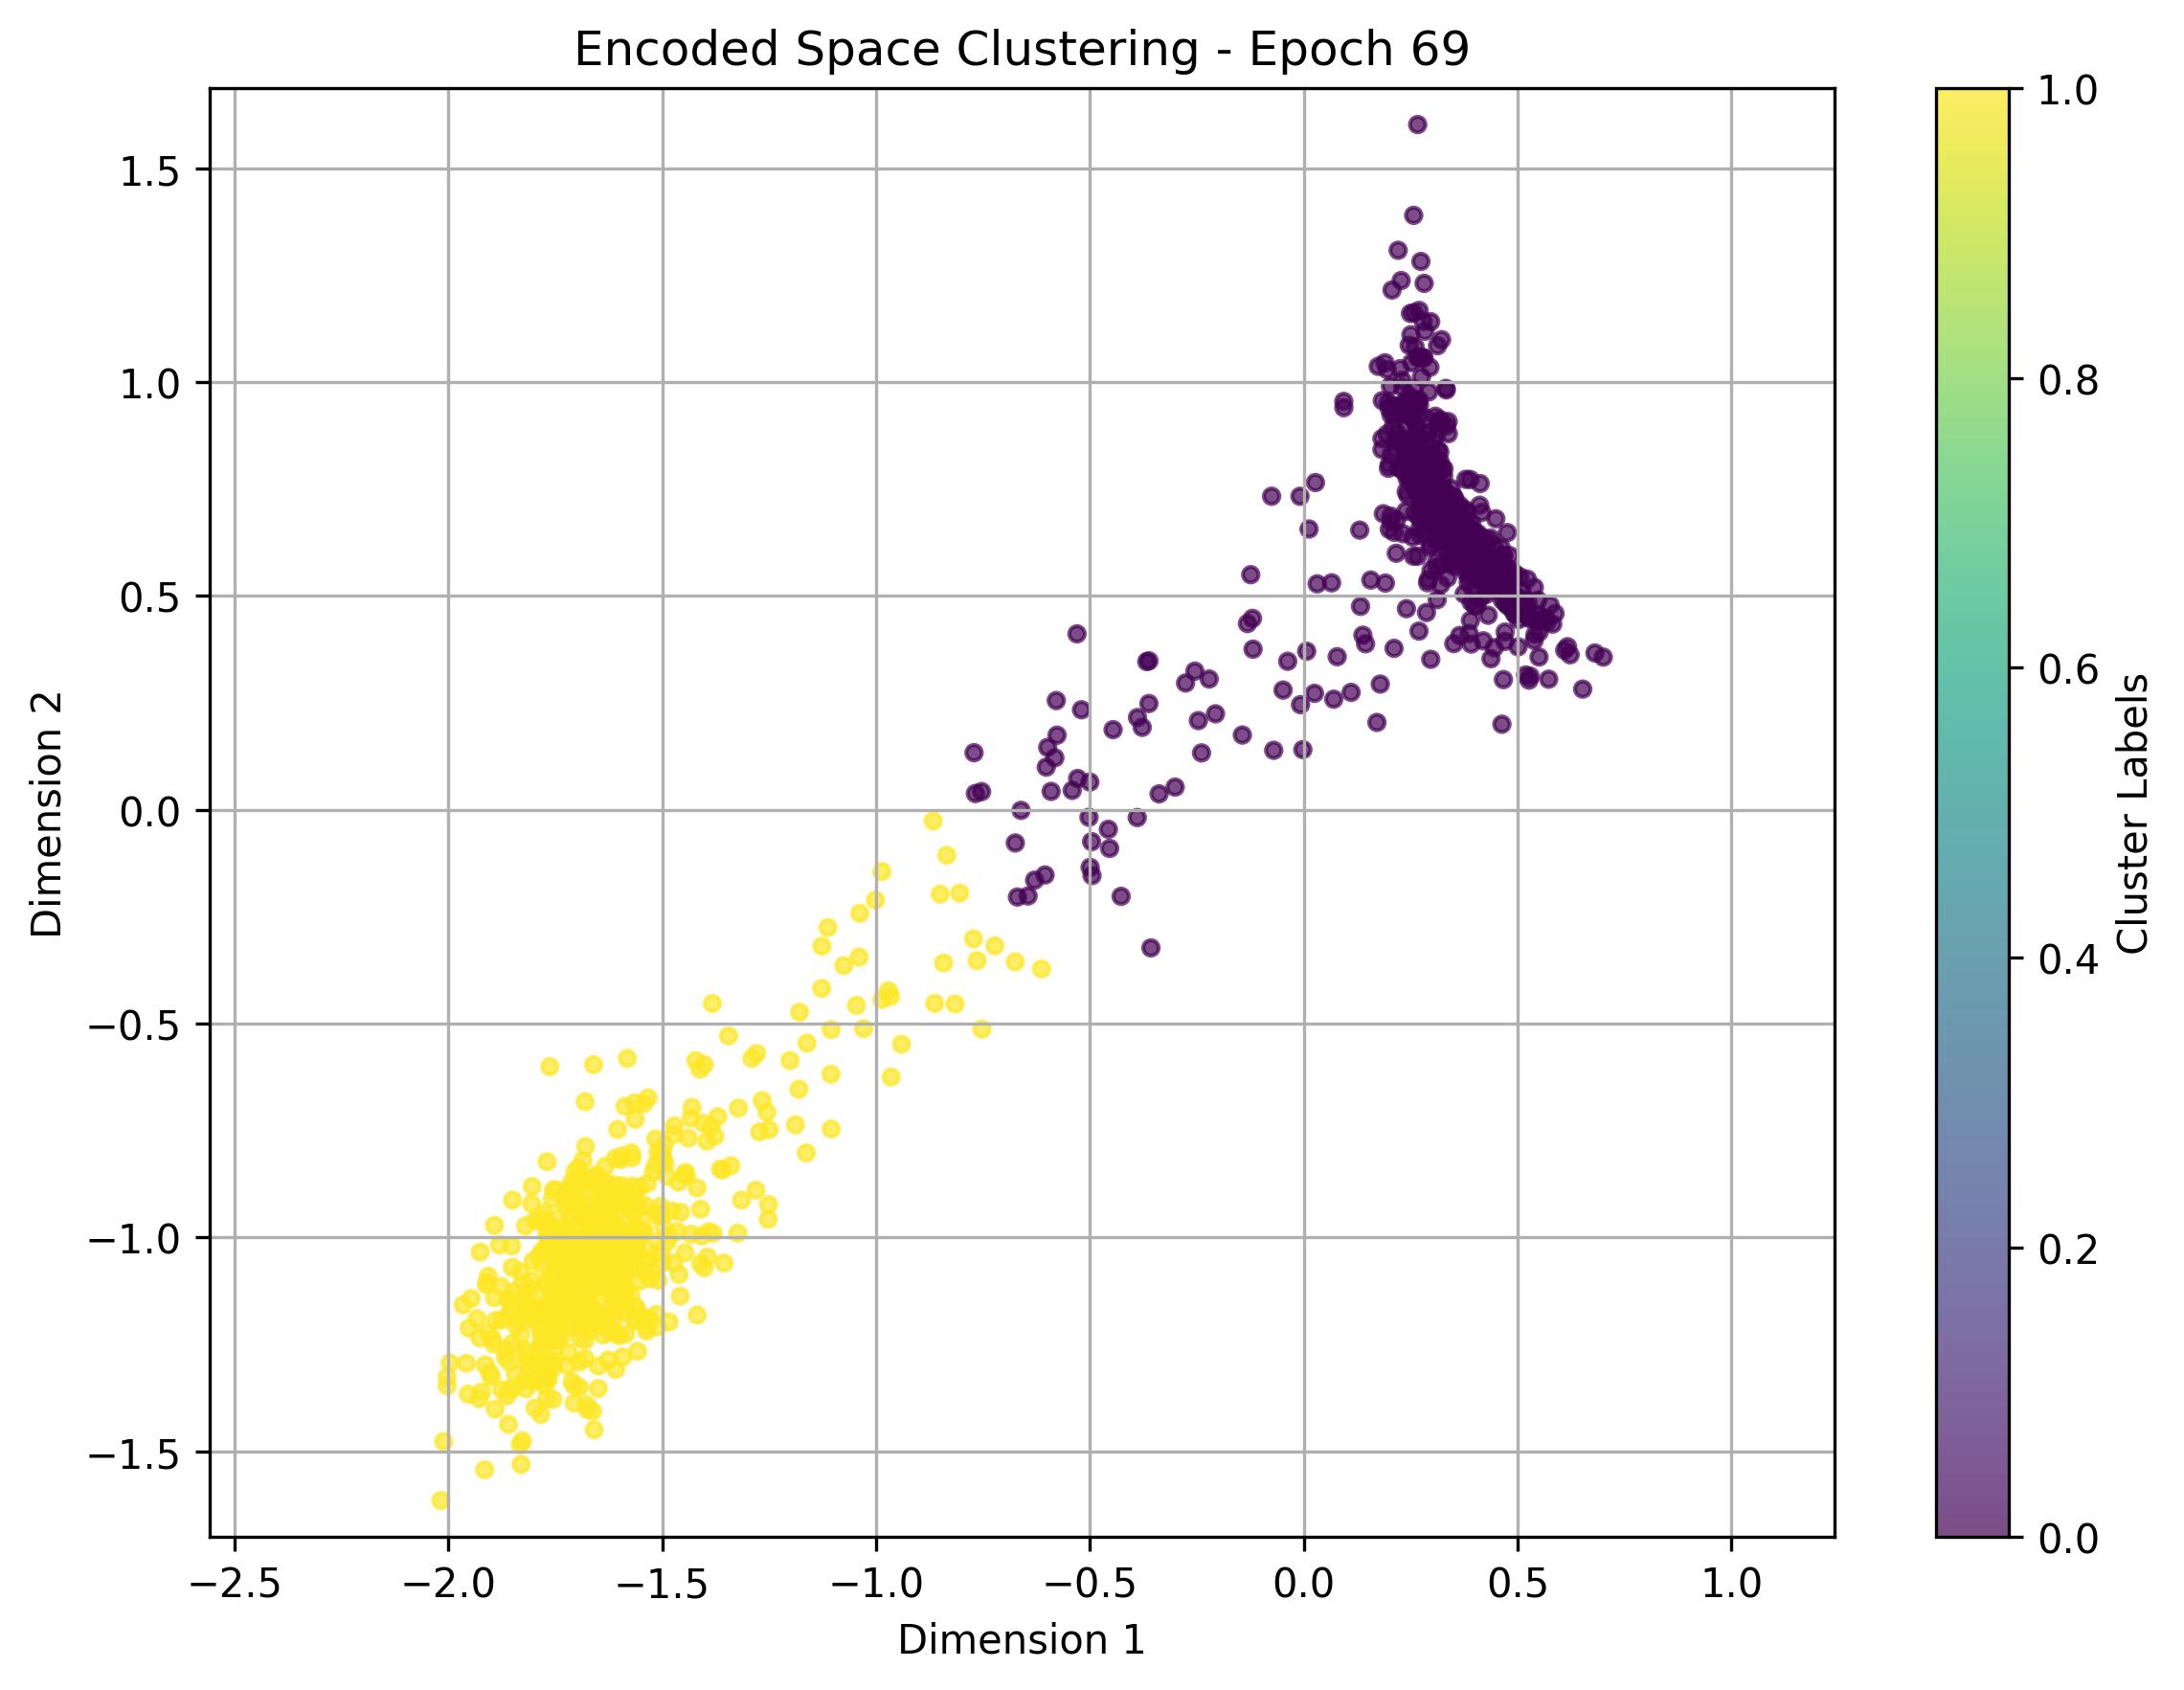 Encoded Space Clustering - Epoch 69
1.5
1.0
0.5
0.0
−0.5
−1.0
−1.5
Dimension 2
−2.5 −2.0 −1.5 −1.0 −0.5 0.0 0.5 1.0
Dimension 1
1.0
0.8
0.6
0.4
0.2
0.0
Cluster Labels